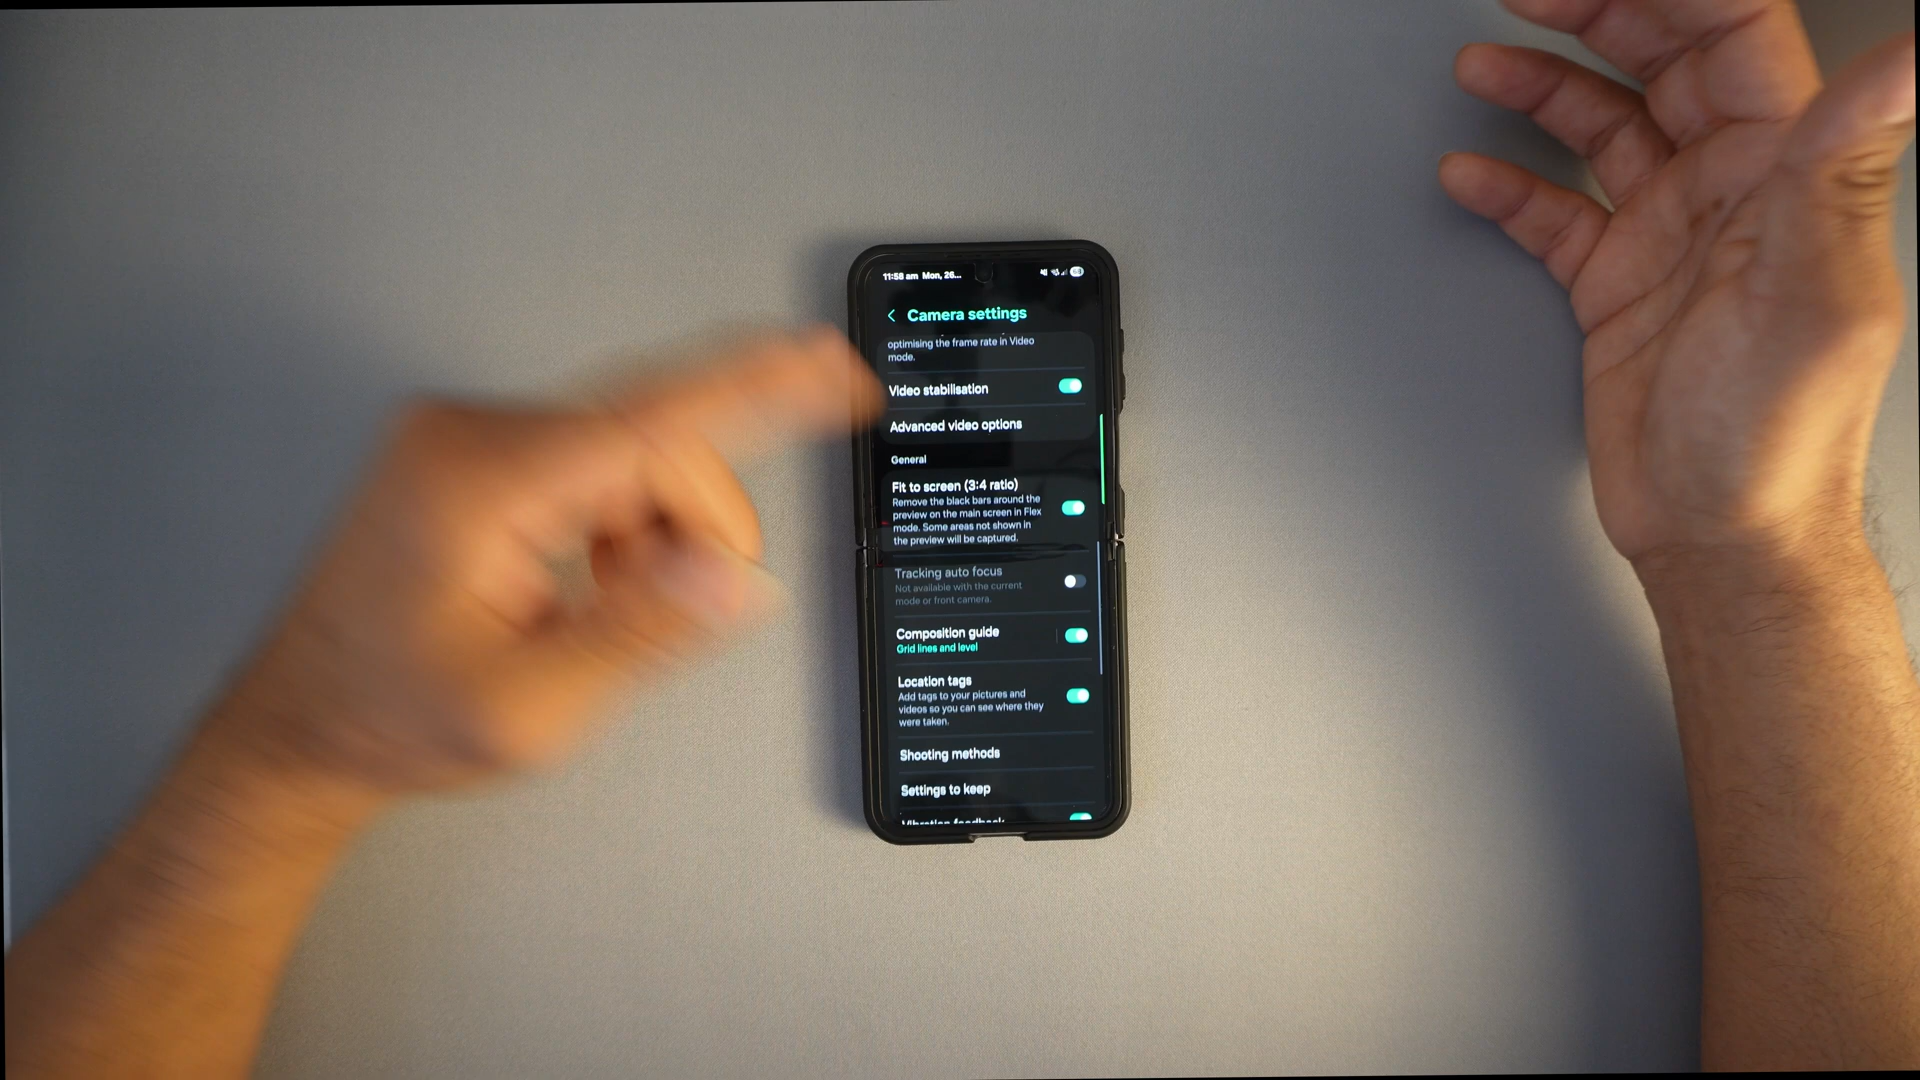 11:58 am Mon, 26...
Camera settings
optimising the frame rate in Video
mode.
Video stabilisation
Advanced video options
General
Fit to screen (3:4 ratio)
Remove the black bars around the
preview on the main screen in Flex
mode. Some areas not shown in
the preview will be captured.
Tracking auto focus
Not available with the current
mode or front camera.
Composition guide
Grid lines and level
Location tags
Add tags to your pictures and
videos so you can see where they
were taken.
Shooting methods
Settings to keep
Vibration feedback